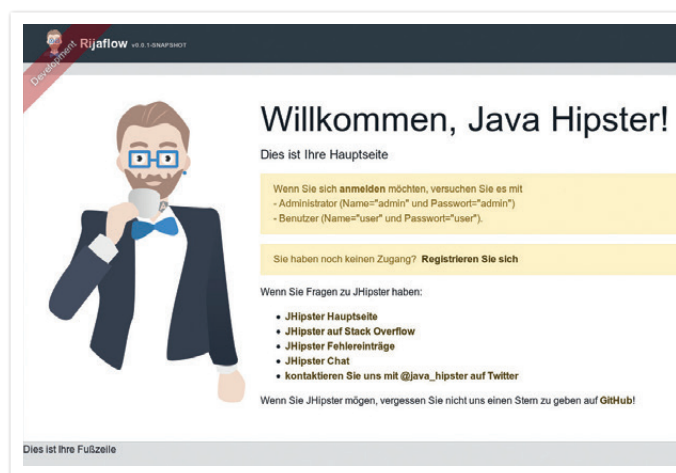 Rijaflow v0.0.1-SNAPSHOT
Development
Willkommen, Java Hipster!
Dies ist Ihre Hauptseite
Wenn Sie sich anmelden möchten, versuchen Sie es mit
- Administrator (Name="admin" und Passwort="admin")
- Benutzer (Name="user" und Passwort="user").
Sie haben noch keinen Zugang? Registrieren Sie sich
Wenn Sie Fragen zu JHipster haben:
• JHipster Hauptseite
• JHipster auf Stack Overflow
• JHipster Fehlereinträge
• JHipster Chat
• kontaktieren Sie uns mit @java_hipster auf Twitter
Wenn Sie JHipster mögen, vergessen Sie nicht uns einen Stern zu geben auf GitHub!
Dies ist Ihre Fußzeile